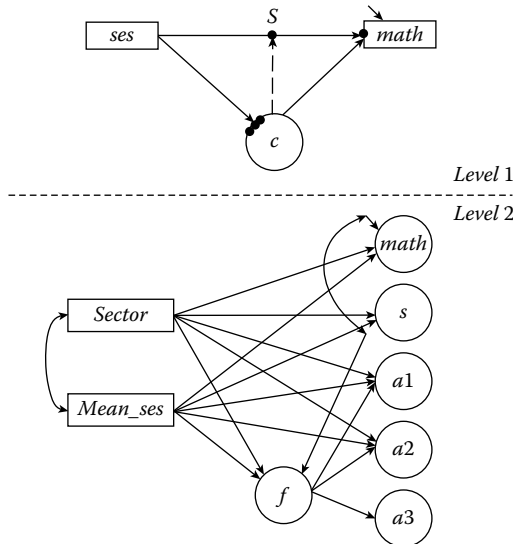 S
ses
math
c
Level 1
Level 2
math
Sector
s
a1
Mean_ses
a2
f
a3